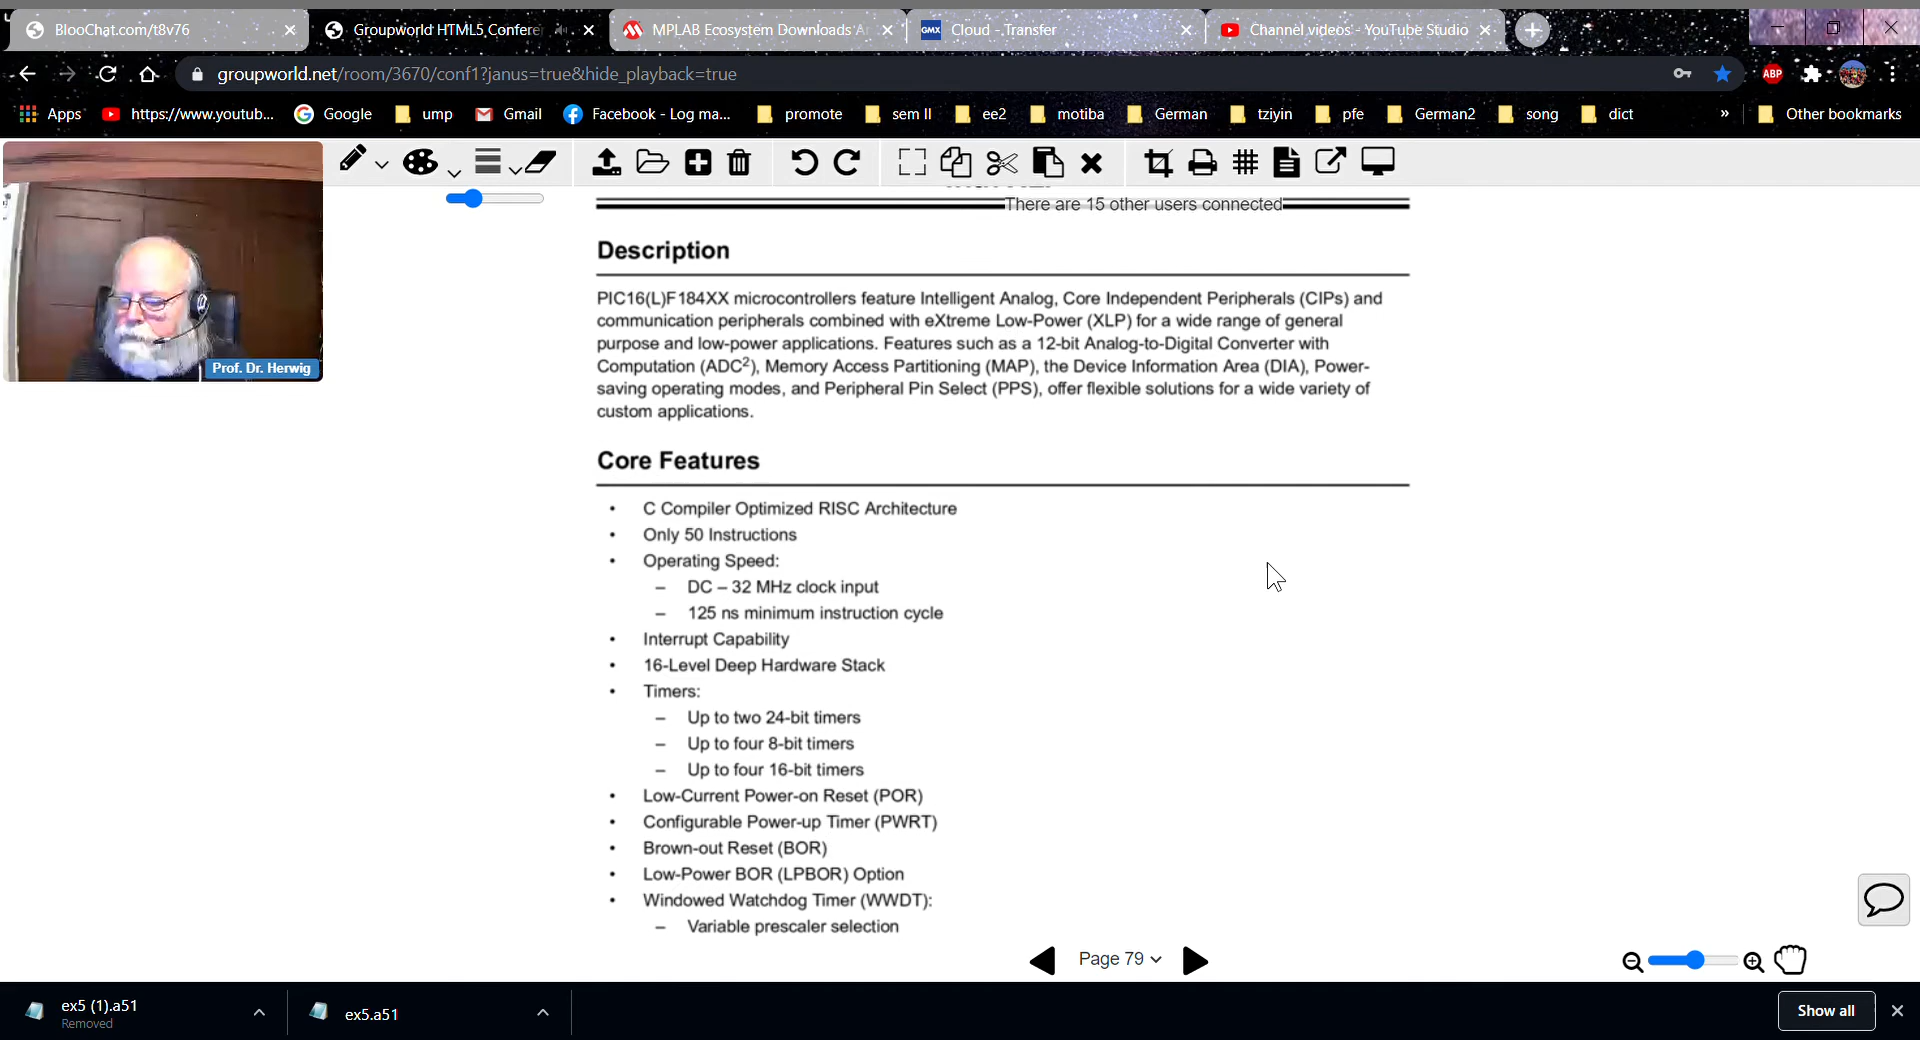 BlooChat.com/t8v76
Groupworld HTML5 Confere
MPLAB Ecosystem Downloads A
GMX Cloud - Transfer
Channel videos - YouTube Studio
groupworld.net/room/3670/conf1?janus=true&hide_playback=true
ABP
Apps
https://www.youtub...
Google
ump
Gmail
Facebook - Log ma...
promote
sem II
ee2
motiba
German
tziyin
pfe
German2
song
dict
»
Other bookmarks
Prof. Dr. Herwig
There are 15 other users connected
Description
PIC16(L)F184XX microcontrollers feature Intelligent Analog, Core Independent Peripherals (CIPs) and
communication peripherals combined with eXtreme Low-Power (XLP) for a wide range of general
purpose and low-power applications. Features such as a 12-bit Analog-to-Digital Converter with
Computation (ADC²), Memory Access Partitioning (MAP), the Device Information Area (DIA), Power-
saving operating modes, and Peripheral Pin Select (PPS), offer flexible solutions for a wide variety of
custom applications.
Core Features
• C Compiler Optimized RISC Architecture
• Only 50 Instructions
• Operating Speed:
– DC – 32 MHz clock input
– 125 ns minimum instruction cycle
• Interrupt Capability
• 16-Level Deep Hardware Stack
• Timers:
– Up to two 24-bit timers
– Up to four 8-bit timers
– Up to four 16-bit timers
• Low-Current Power-on Reset (POR)
• Configurable Power-up Timer (PWRT)
• Brown-out Reset (BOR)
• Low-Power BOR (LPBOR) Option
• Windowed Watchdog Timer (WWDT):
– Variable prescaler selection
Page 79
ex5 (1).a51
Removed
ex5.a51
Show all